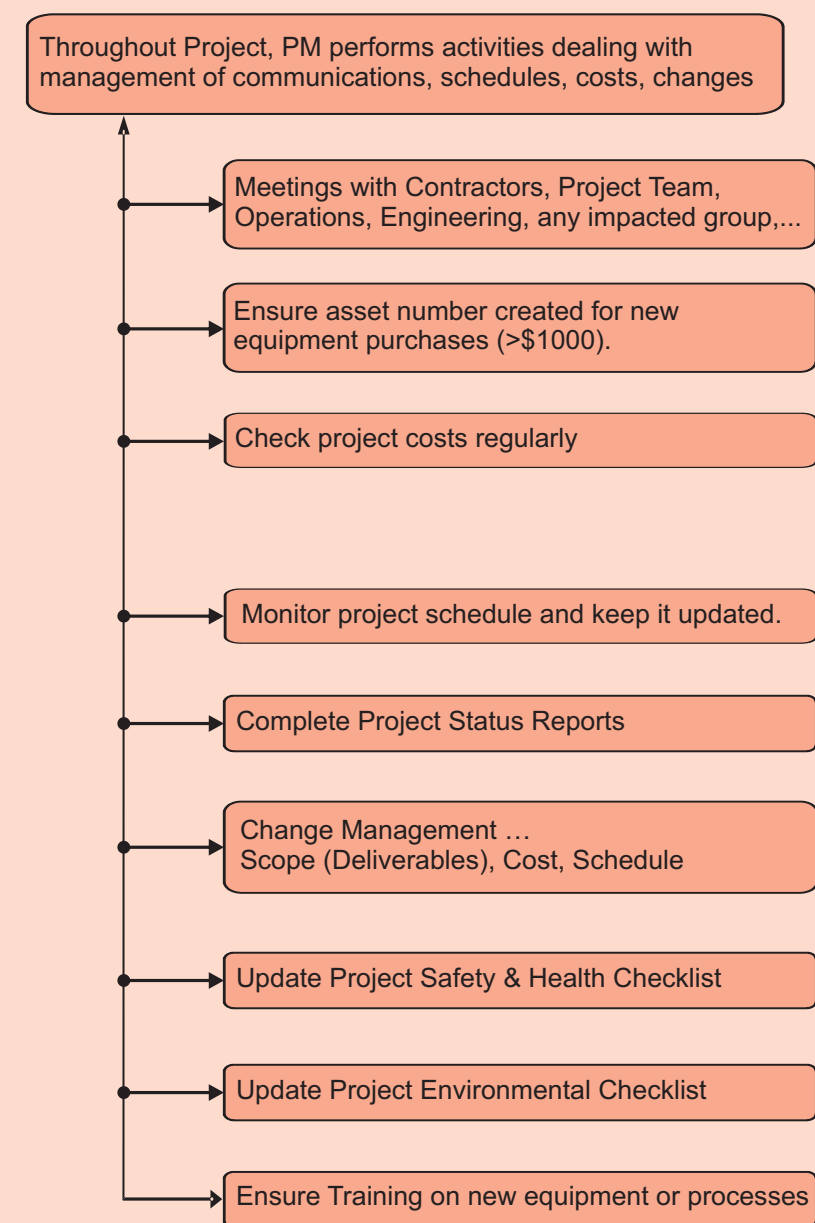 Throughout Project, PM performs activities dealing with
management of communications, schedules, costs, changes
Meetings with Contractors, Project Team,
Operations, Engineering, any impacted group,...
Ensure asset number created for new
equipment purchases (>$1000).
Check project costs regularly
Monitor project schedule and keep it updated.
Complete Project Status Reports
Change Management …
Scope (Deliverables), Cost, Schedule
Update Project Safety & Health Checklist
Update Project Environmental Checklist
Ensure Training on new equipment or processes